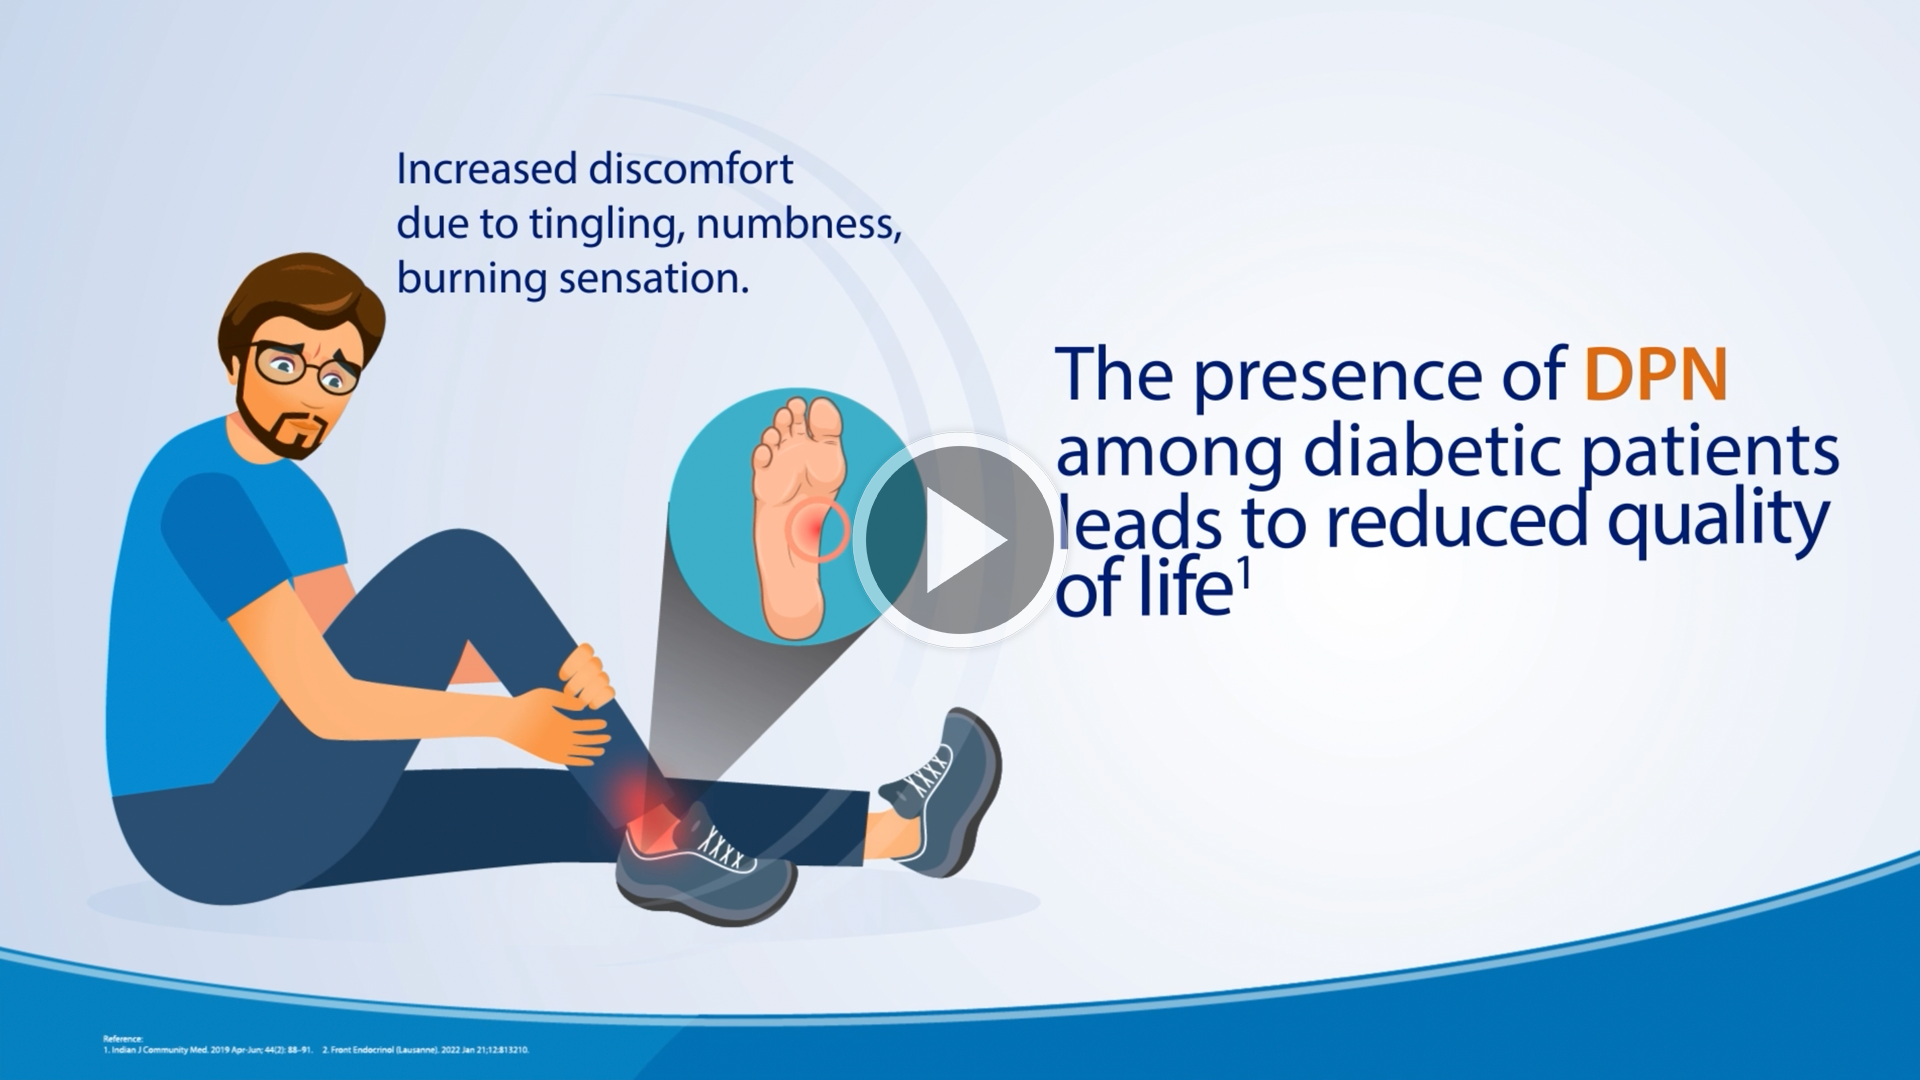 Increased discomfort
due to tingling, numbness,
burning sensation.
The presence of DPN
among diabetic patients
leads to reduced quality
of life¹
Reference:
1. Indian J Community Med. 2019 Apr-Jun; 44(2): 88-91. 2. Front Endocrinol (Lausanne). 2022 Jan 21;12:813210.